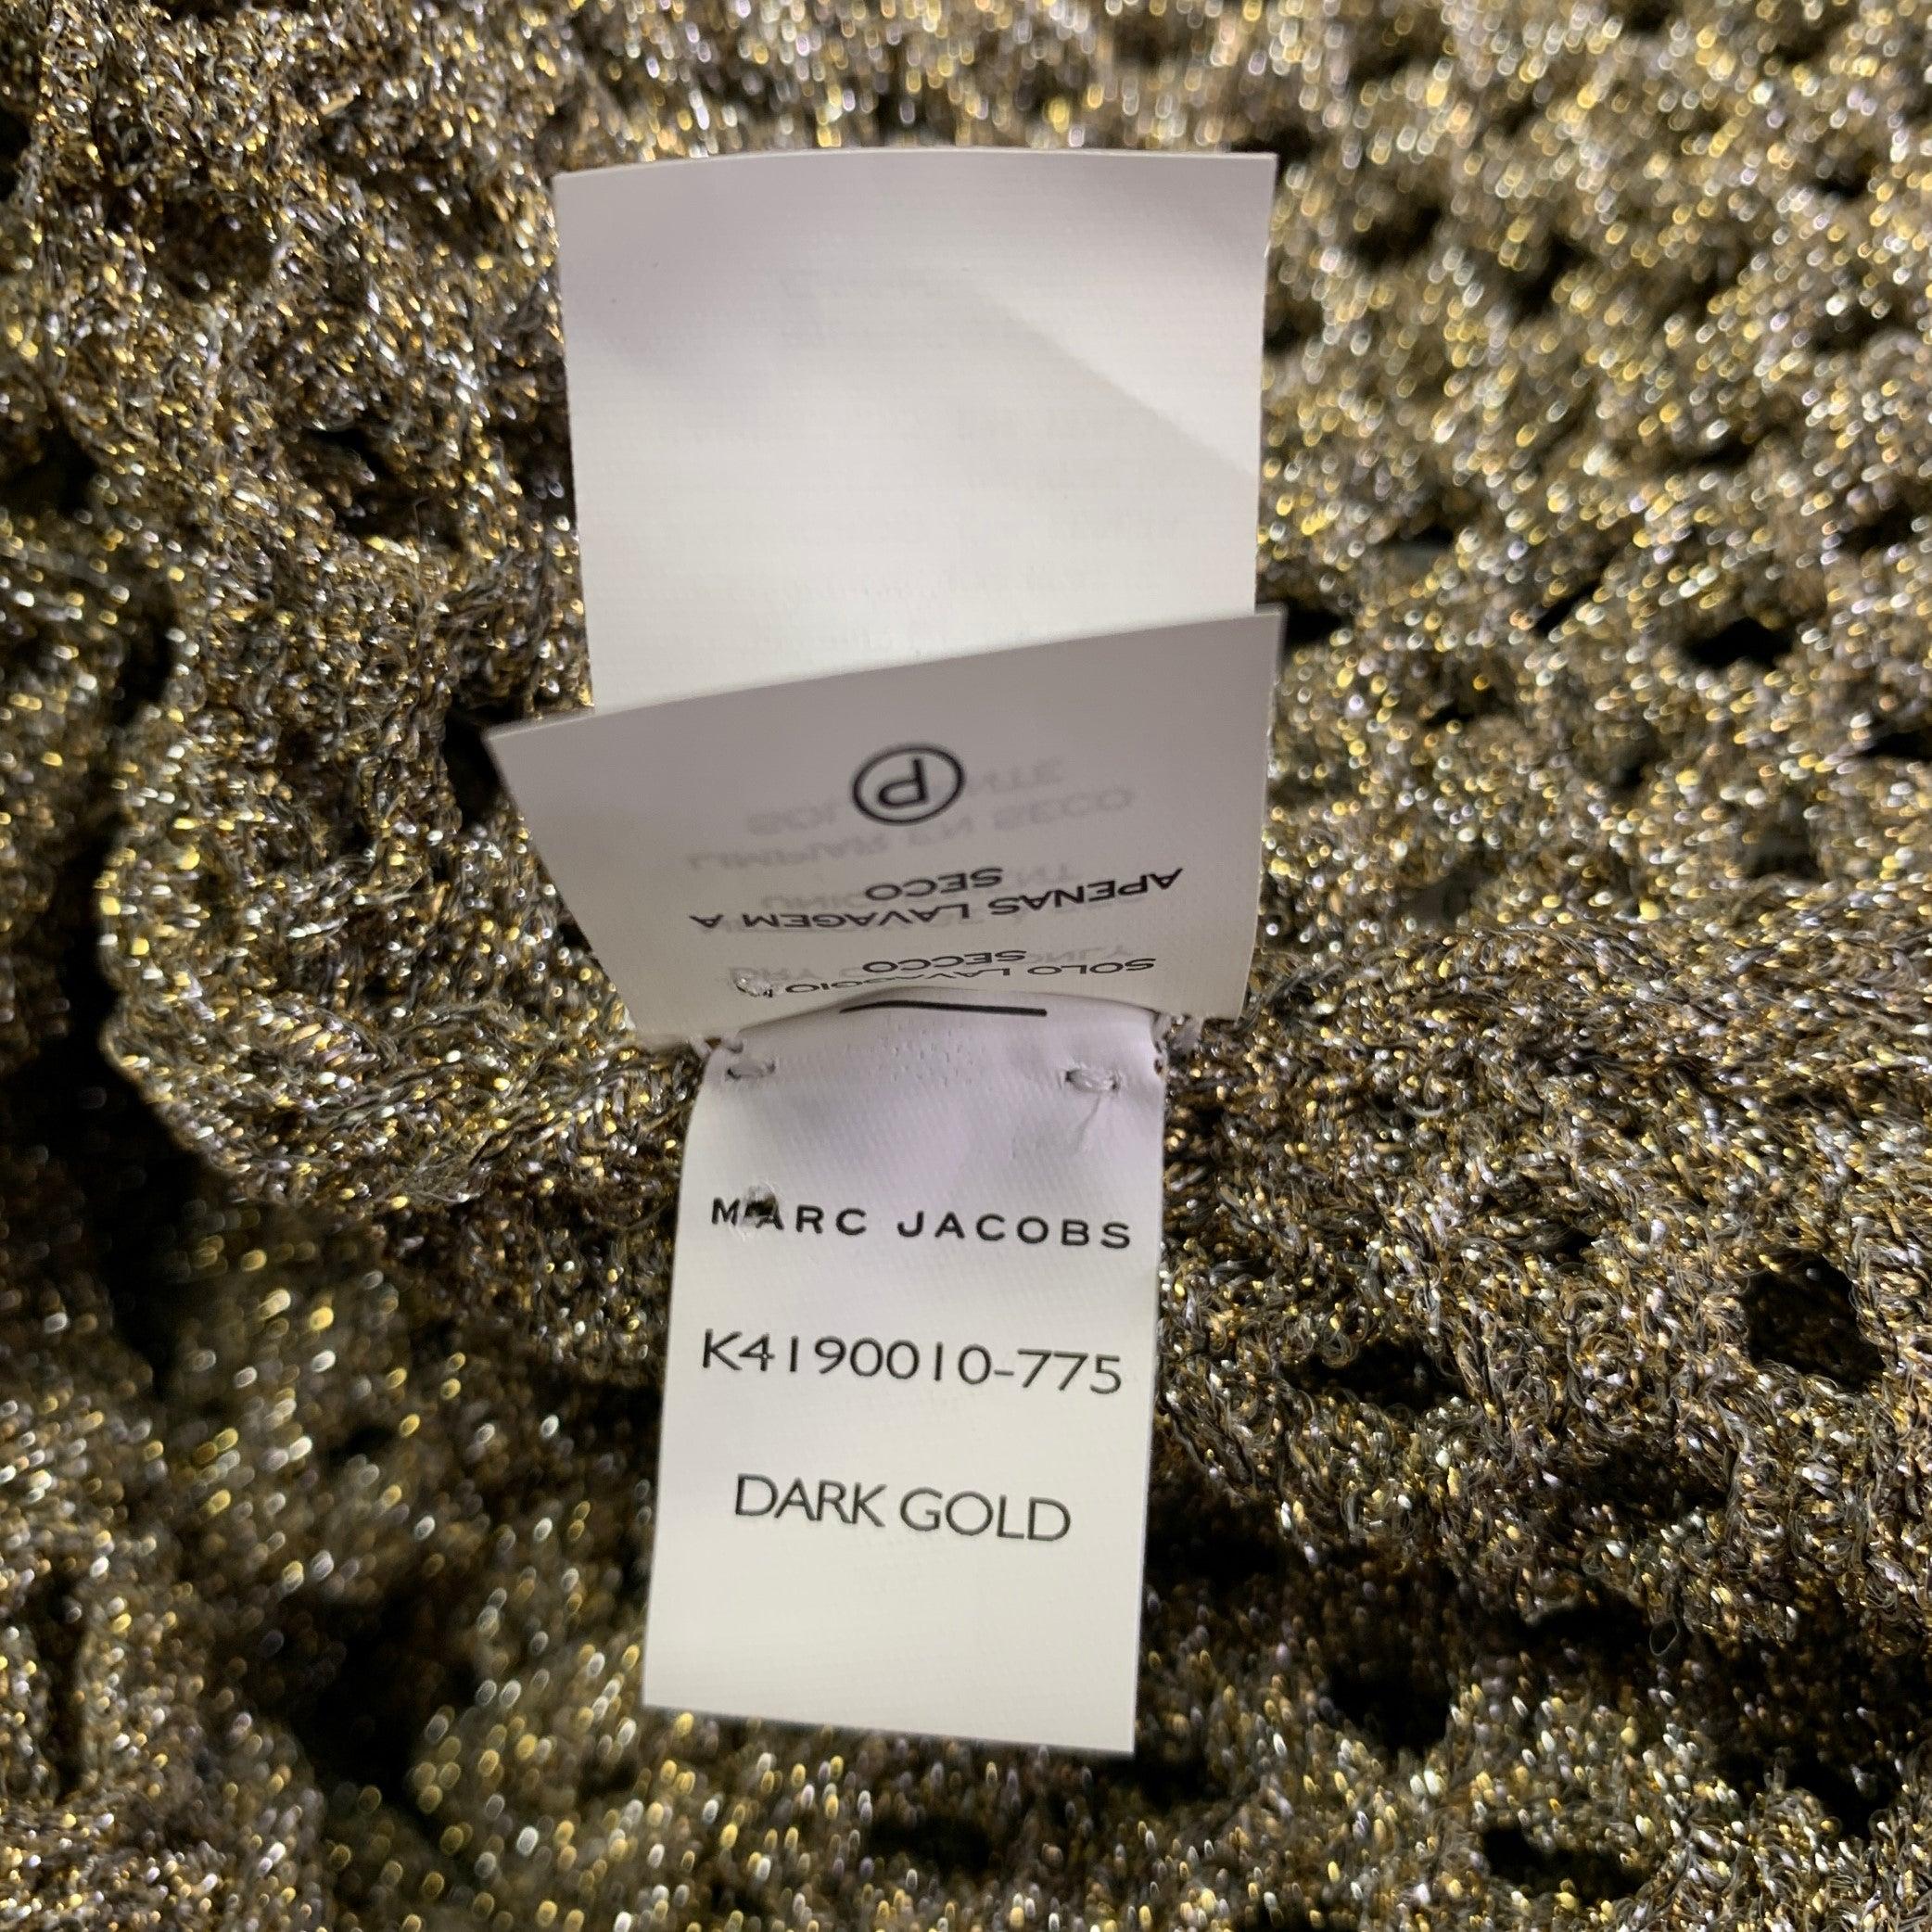 P
APENAS LAVAGEM A
SECO
SOLO LAVAGGIO
SECCO
MARC JACOBS
K4190010-775
DARK GOLD